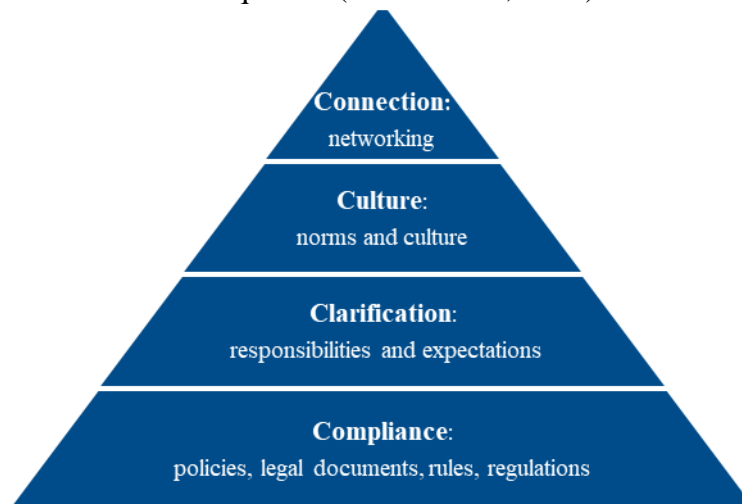 Connection:
networking
Culture:
norms and culture
Clarification:
responsibilities and expectations
Compliance:
policies, legal documents, rules, regulations